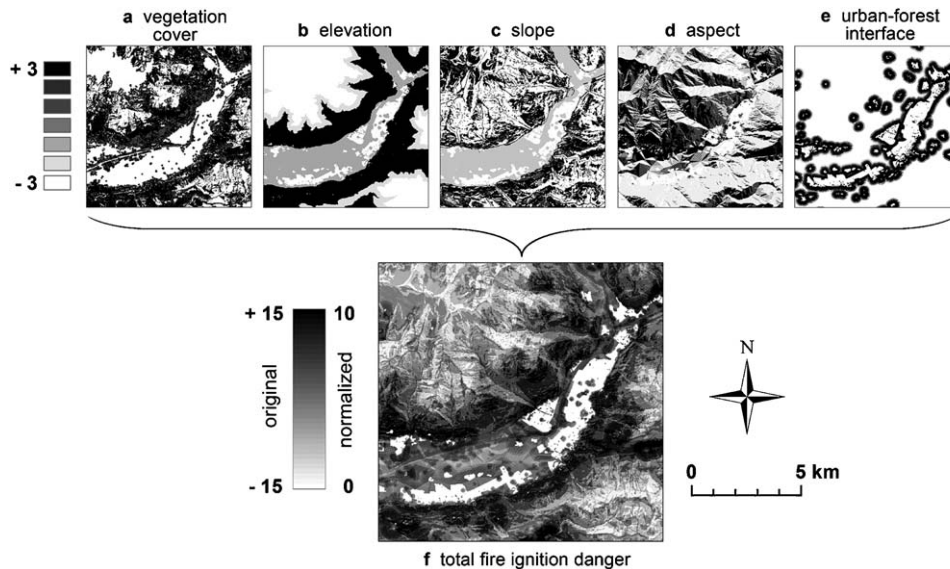 a vegetation cover
b elevation
c slope
d aspect
e urban-forest interface
+ 3
- 3
+ 15
10
original
normalized
- 15
0
N
0
5 km
f total fire ignition danger